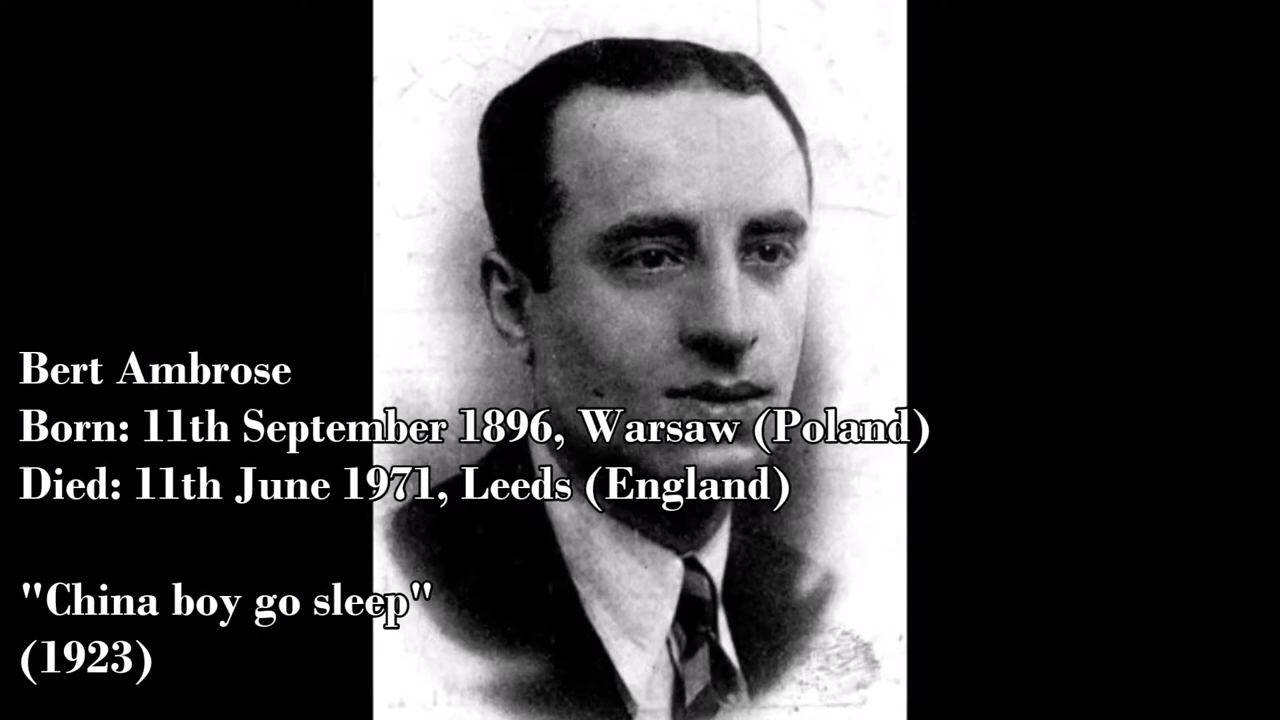 Bert Ambrose
Born: 11th September 1896, Warsaw (Poland)
Died: 11th June 1971, Leeds (England)
"China boy go sleep"
(1923)